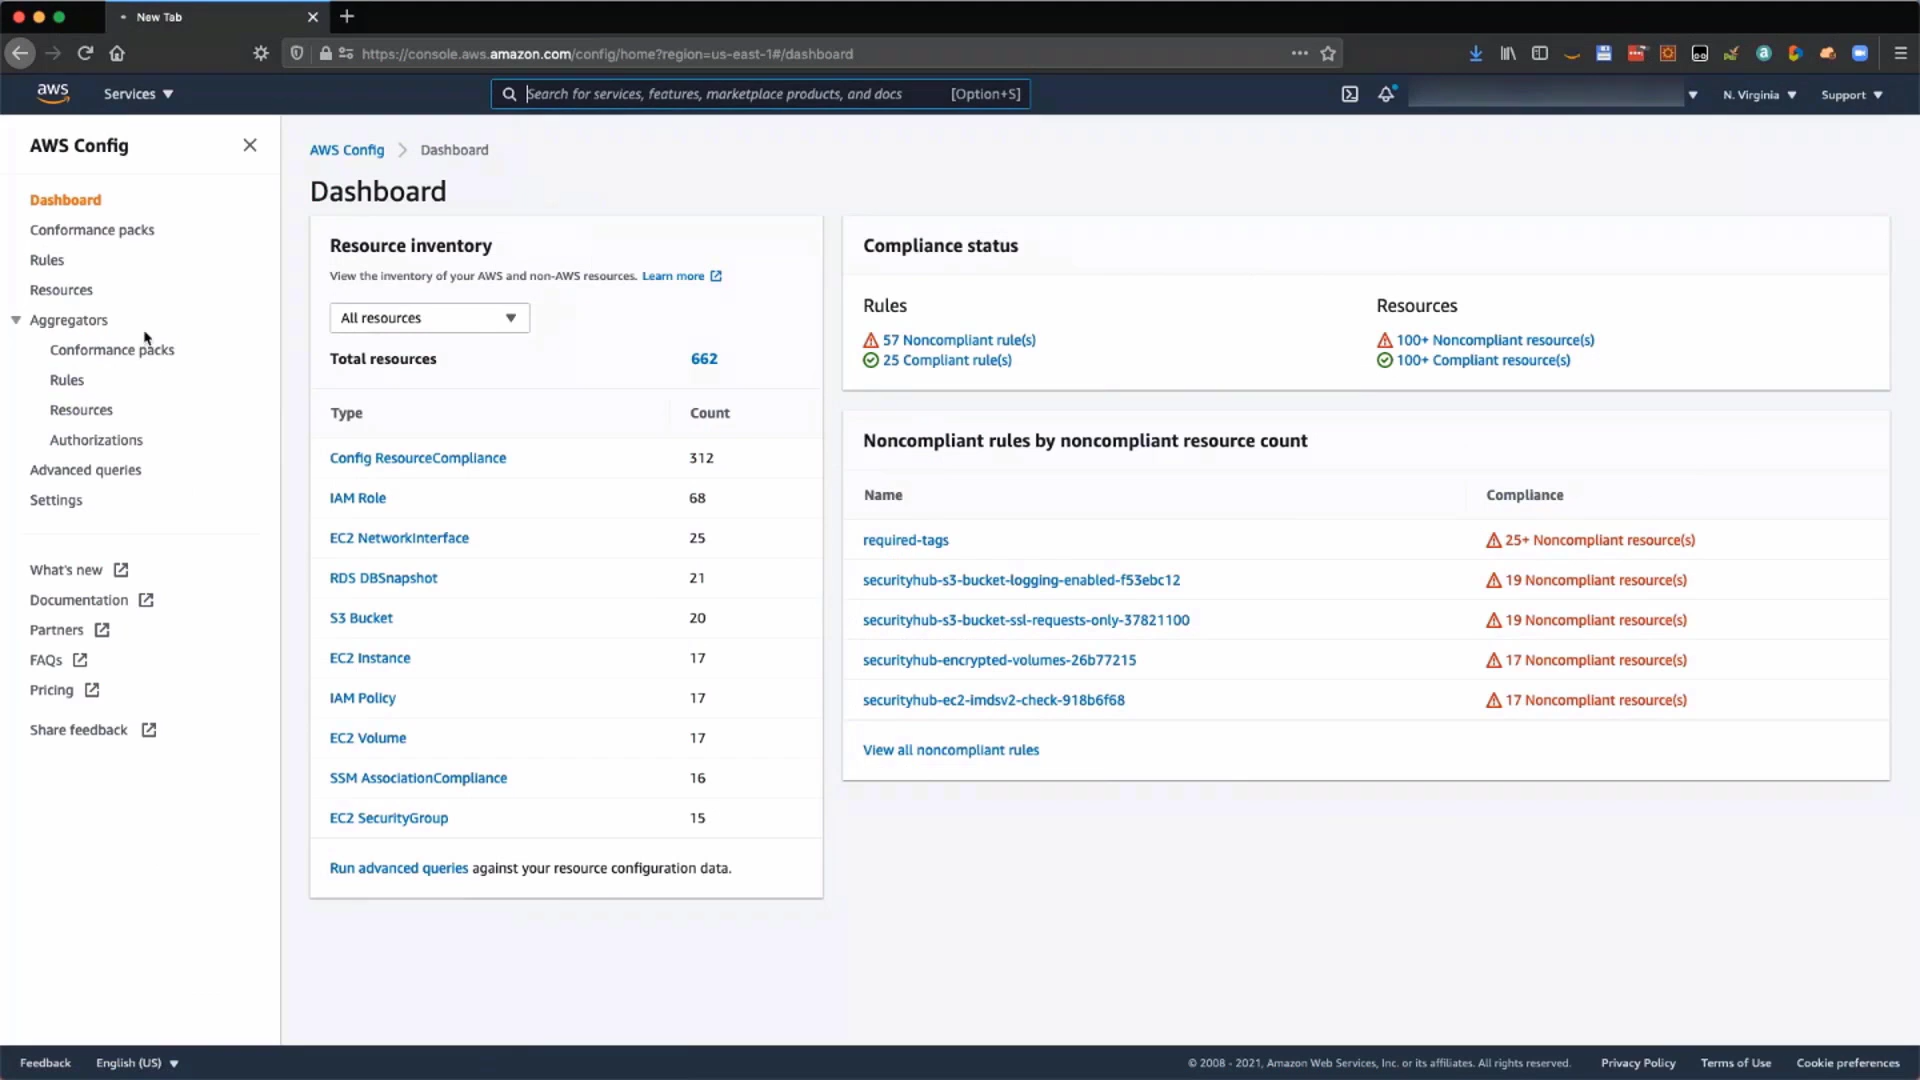 New Tab
https://console.aws.amazon.com/config/home?region=us-east-1#/dashboard
aws
Services
Search for services, features, marketplace products, and docs
[Option+S]
N. Virginia
Support
AWS Config
Dashboard
Conformance packs
Rules
Resources
Aggregators
Conformance packs
Rules
Resources
Authorizations
Advanced queries
Settings
What's new
Documentation
Partners
FAQs
Pricing
Share feedback
AWS Config
Dashboard
Dashboard
Resource inventory
View the inventory of your AWS and non-AWS resources. Learn more
All resources
Total resources 662
Type Count
Config ResourceCompliance 312
IAM Role 68
EC2 NetworkInterface 25
RDS DBSnapshot 21
S3 Bucket 20
EC2 Instance 17
IAM Policy 17
EC2 Volume 17
SSM AssociationCompliance 16
EC2 SecurityGroup 15
Run advanced queries against your resource configuration data.
Compliance status
Rules
57 Noncompliant rule(s)
25 Compliant rule(s)
Resources
100+ Noncompliant resource(s)
100+ Compliant resource(s)
Noncompliant rules by noncompliant resource count
Name Compliance
required-tags 25+ Noncompliant resource(s)
securityhub-s3-bucket-logging-enabled-f53ebc12 19 Noncompliant resource(s)
securityhub-s3-bucket-ssl-requests-only-37821100 19 Noncompliant resource(s)
securityhub-encrypted-volumes-26b77215 17 Noncompliant resource(s)
securityhub-ec2-imdsv2-check-918b6f68 17 Noncompliant resource(s)
View all noncompliant rules
Feedback
English (US)
© 2008 - 2021, Amazon Web Services, Inc. or its affiliates. All rights reserved.
Privacy Policy
Terms of Use
Cookie preferences